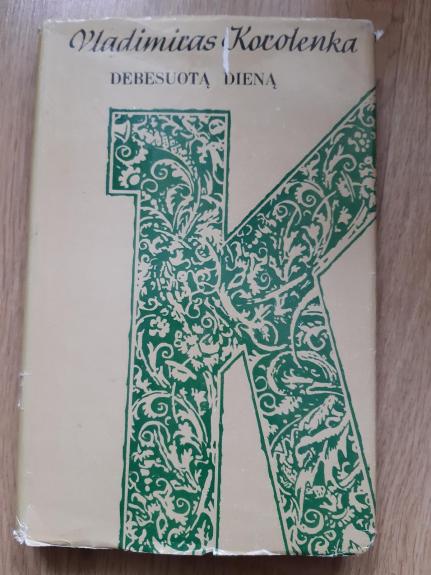 Vladimiras Korolenka
DEBESUOTĄ DIENĄ
K